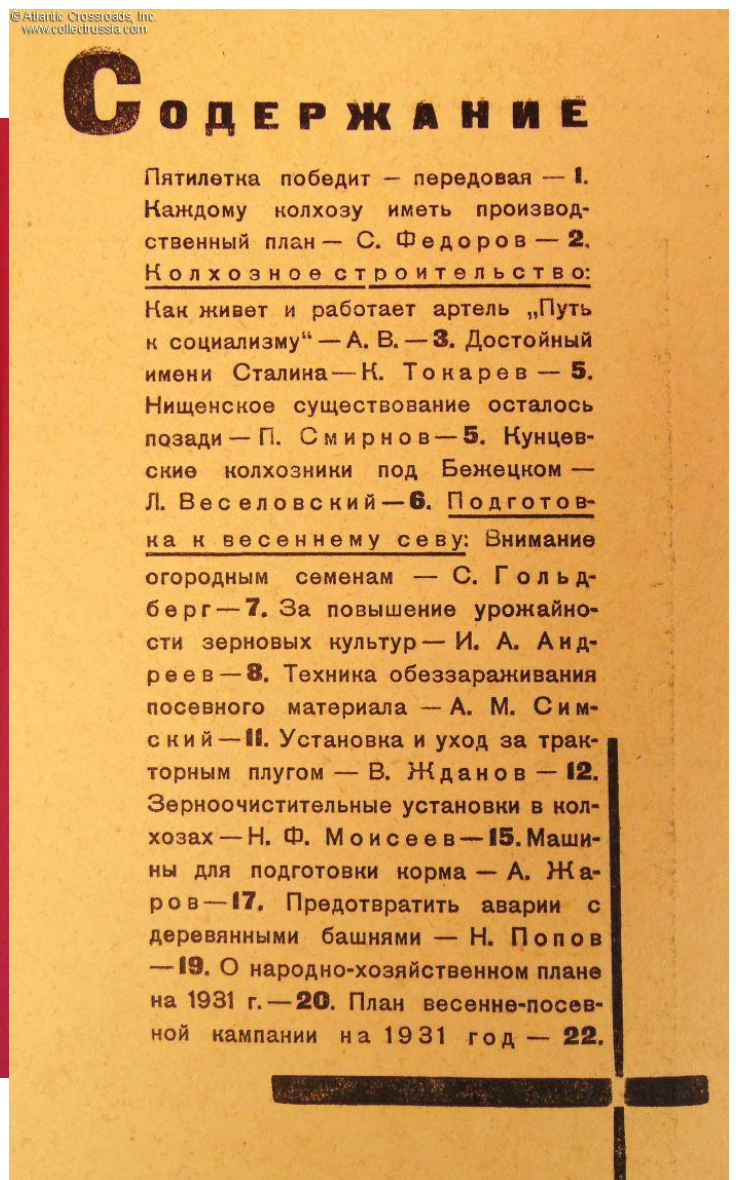 © Atlantic Crossroads, Inc.
www.collectrussia.com
СОДЕРЖАНИЕ
Пятилетка победит — передовая — 1.
Каждому колхозу иметь производ-
ственный план — С. Федоров — 2.
Колхозное строительство:
Как живет и работает артель „Путь
к социализму“ — А. В. — 3. Достойный
имени Сталина — К. Токарев — 5.
Нищенское существование осталось
позади — П. Смирнов — 5. Кунцев-
ские колхозники под Бежецком —
Л. Веселовский — 6. Подготов-
ка к весеннему севу: Внимание
огородным семенам — С. Гольд-
берг — 7. За повышение урожайно-
сти зерновых культур — И. А. Анд-
реев — 8. Техника обеззараживания
посевного материала — А. М. Сим-
ский — 11. Установка и уход за трак-
торным плугом — В. Жданов — 12.
Зерноочистительные установки в кол-
хозах — Н. Ф. Моисеев — 15. Маши-
ны для подготовки корма — А. Жа-
ров — 17. Предотвратить аварии с
деревянными башнями — Н. Попов
— 19. О народно-хозяйственном плане
на 1931 г. — 20. План весенне-посев-
ной кампании на 1931 год — 22.